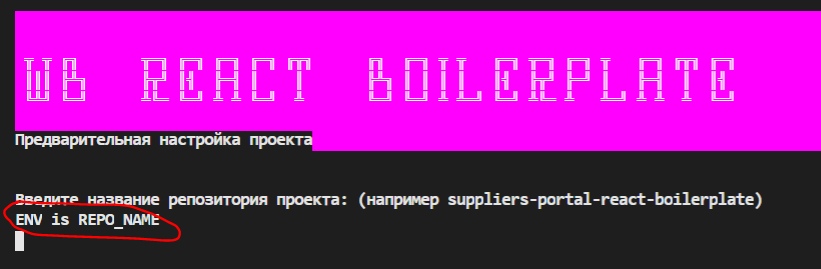 WB REACT BOILERPLATE
Предварительная настройка проекта
Введите название репозитория проекта: (например suppliers-portal-react-boilerplate)
ENV is REPO_NAME